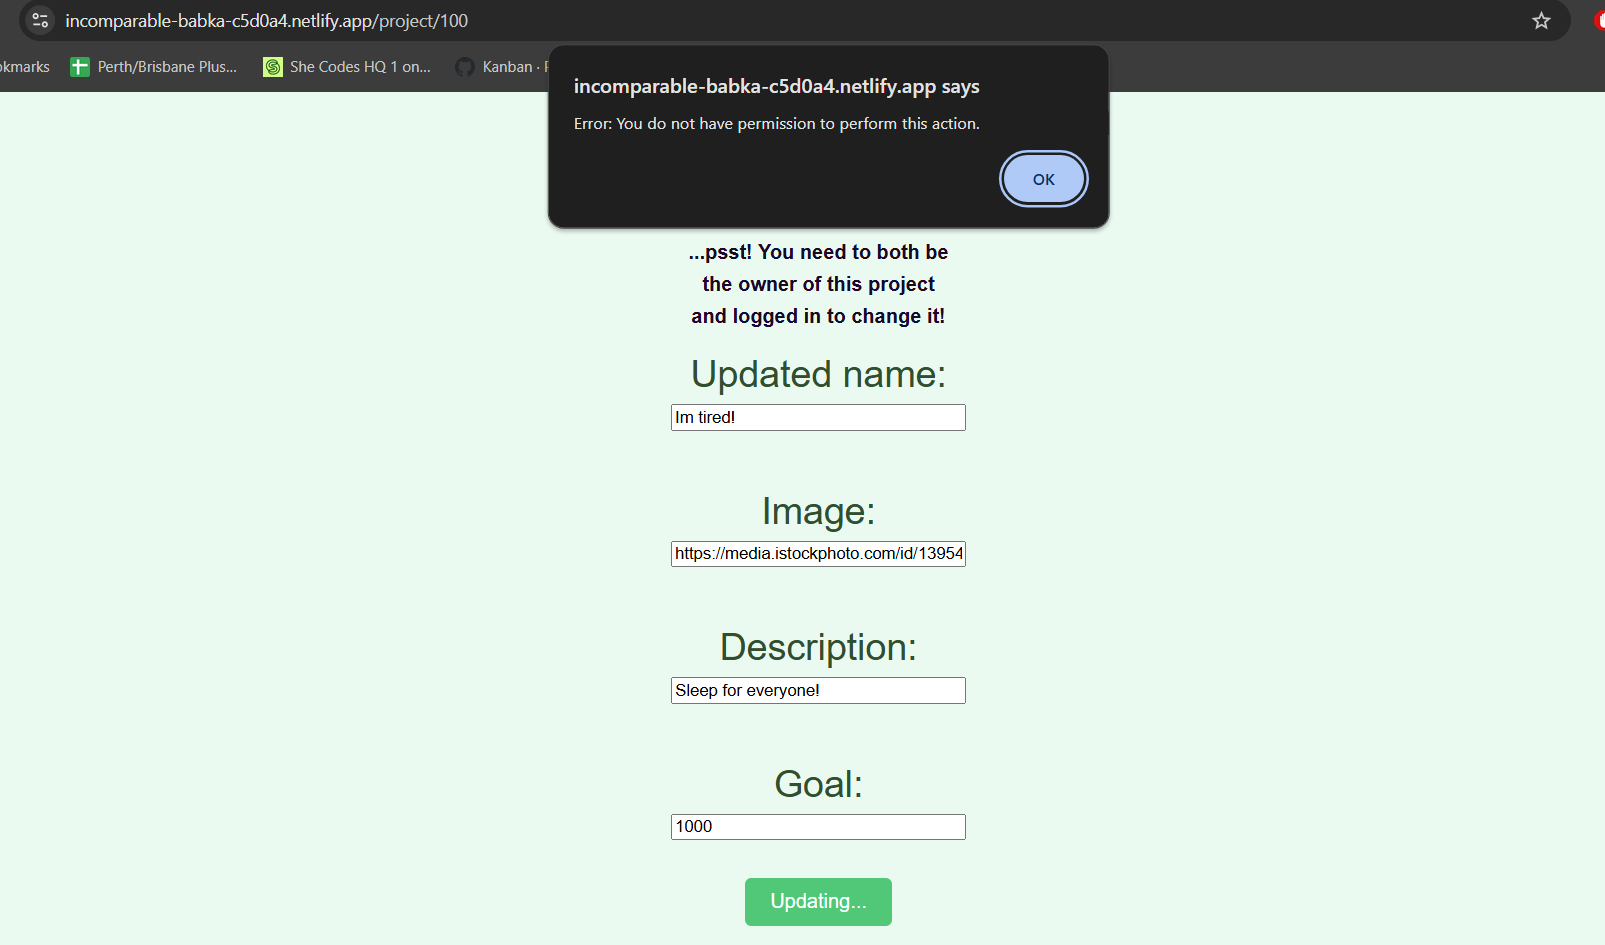 incomparable-babka-c5d0a4.netlify.app/project/100
okmarks
Perth/Brisbane Plus...
She Codes HQ 1 on...
Kanban ·
incomparable-babka-c5d0a4.netlify.app says
Error: You do not have permission to perform this action.
OK
...psst! You need to both be
the owner of this project
and logged in to change it!
Updated name:
Im tired!
Image:
https://media.istockphoto.com/id/13954
Description:
Sleep for everyone!
Goal:
1000
Updating...